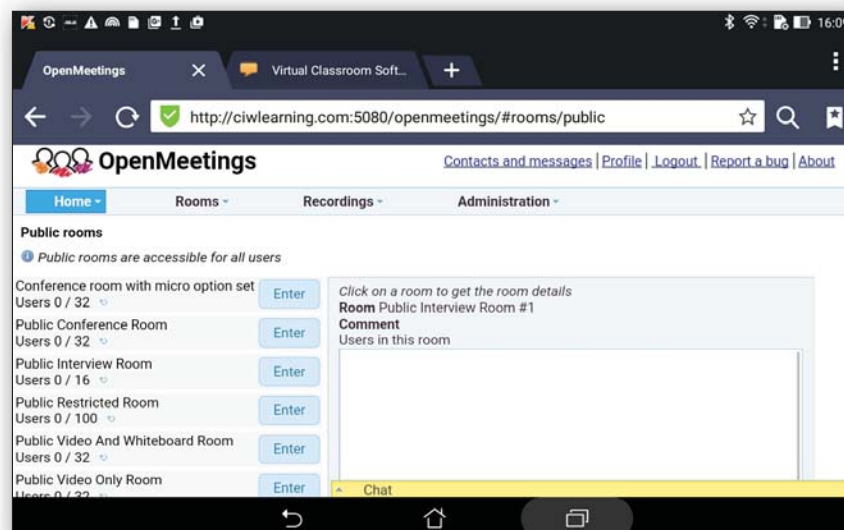 16:09
OpenMeetings
Virtual Classroom Soft...
http://ciwlearning.com:5080/openmeetings/#rooms/public
OpenMeetings
Contacts and messages | Profile | Logout | Report a bug | About
Home Rooms Recordings Administration
Public rooms
Public rooms are accessible for all users
Conference room with micro option set
Users 0 / 32
Enter
Public Conference Room
Users 0 / 32
Enter
Public Interview Room
Users 0 / 16
Enter
Public Restricted Room
Users 0 / 100
Enter
Public Video And Whiteboard Room
Users 0 / 32
Enter
Public Video Only Room
Users 0 / 32
Enter
Click on a room to get the room details
Room Public Interview Room #1
Comment
Users in this room
Chat